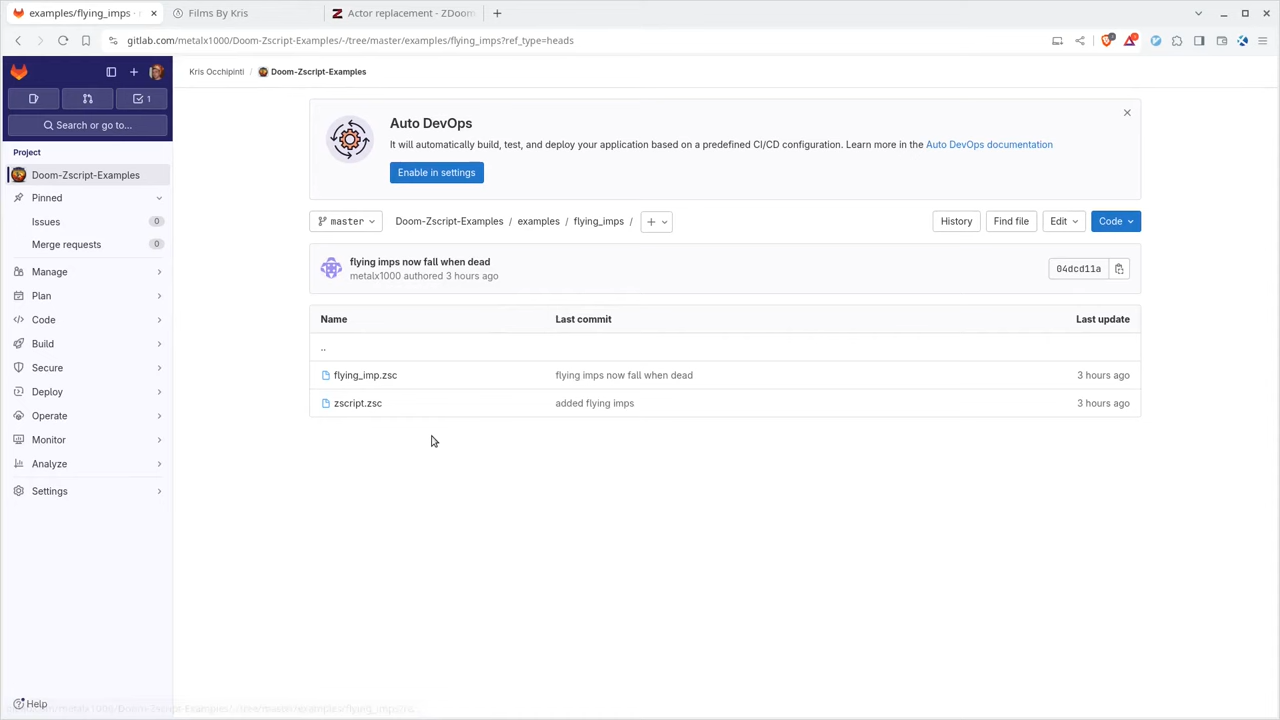 examples/flying_imps
Films By Kris
Actor replacement - ZDoom
gitlab.com/metalx1000/Doom-Zscript-Examples/-/tree/master/examples/flying_imps?ref_type=heads
Kris Occhipinti / Doom-Zscript-Examples
1
Search or go to...
Project
Doom-Zscript-Examples
Pinned
Issues 0
Merge requests 0
Manage
Plan
Code
Build
Secure
Deploy
Operate
Monitor
Analyze
Settings
Help
Auto DevOps
It will automatically build, test, and deploy your application based on a predefined CI/CD configuration. Learn more in the Auto DevOps documentation
Enable in settings
master Doom-Zscript-Examples / examples / flying_imps / + History Find file Edit Code
flying imps now fall when dead
metalx1000 authored 3 hours ago
04dcd11a
Name Last commit Last update
..
flying_imp.zsc flying imps now fall when dead 3 hours ago
zscript.zsc added flying imps 3 hours ago